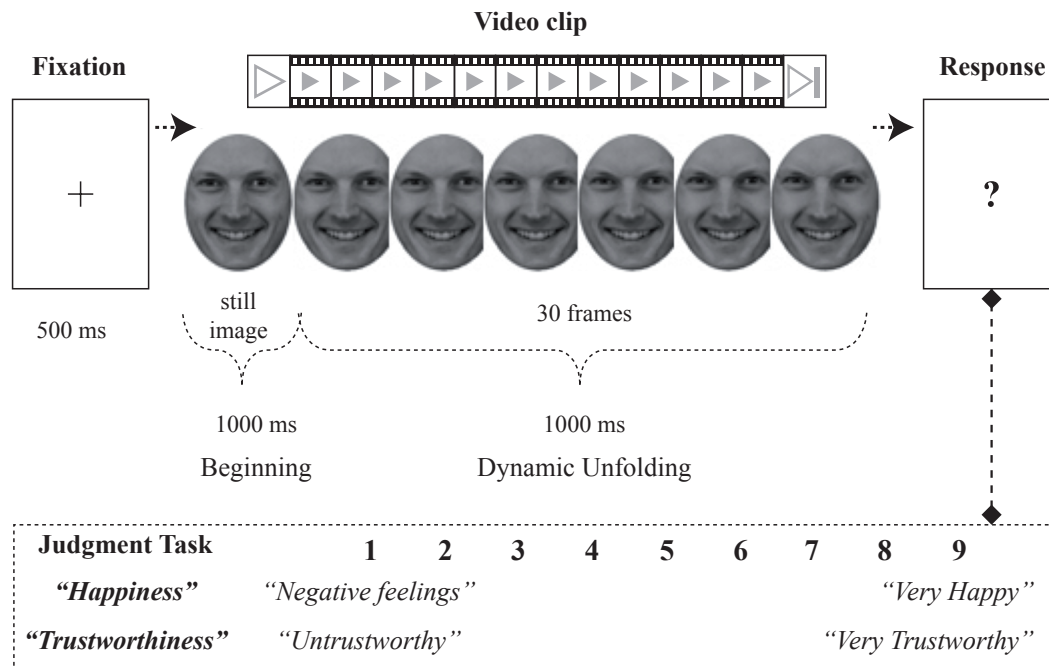 Video clip
Fixation
Response
+
?
still
image
30 frames
500 ms
1000 ms
1000 ms
Beginning
Dynamic Unfolding
Judgment Task 1 2 3 4 5 6 7 8 9
“Happiness” “Negative feelings” “Very Happy”
“Trustworthiness” “Untrustworthy” “Very Trustworthy”